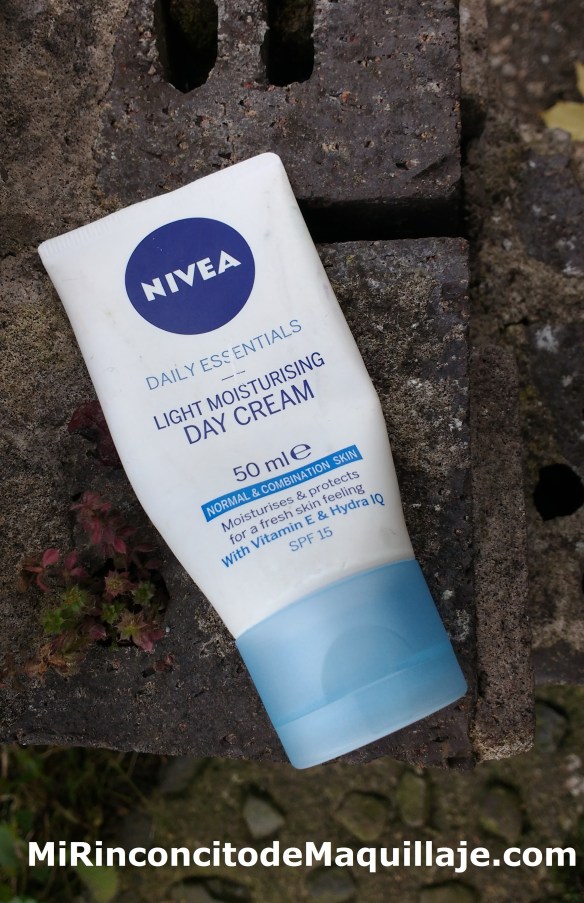 NIVEA
DAILY ESSENTIALS
LIGHT MOISTURISING
DAY CREAM
50 ml e
NORMAL & COMBINATION SKIN
Moisturises & protects
for a fresh skin feeling
With Vitamin E & Hydra IQ
SPF 15
MiRinconcitodeMaquillaje.com